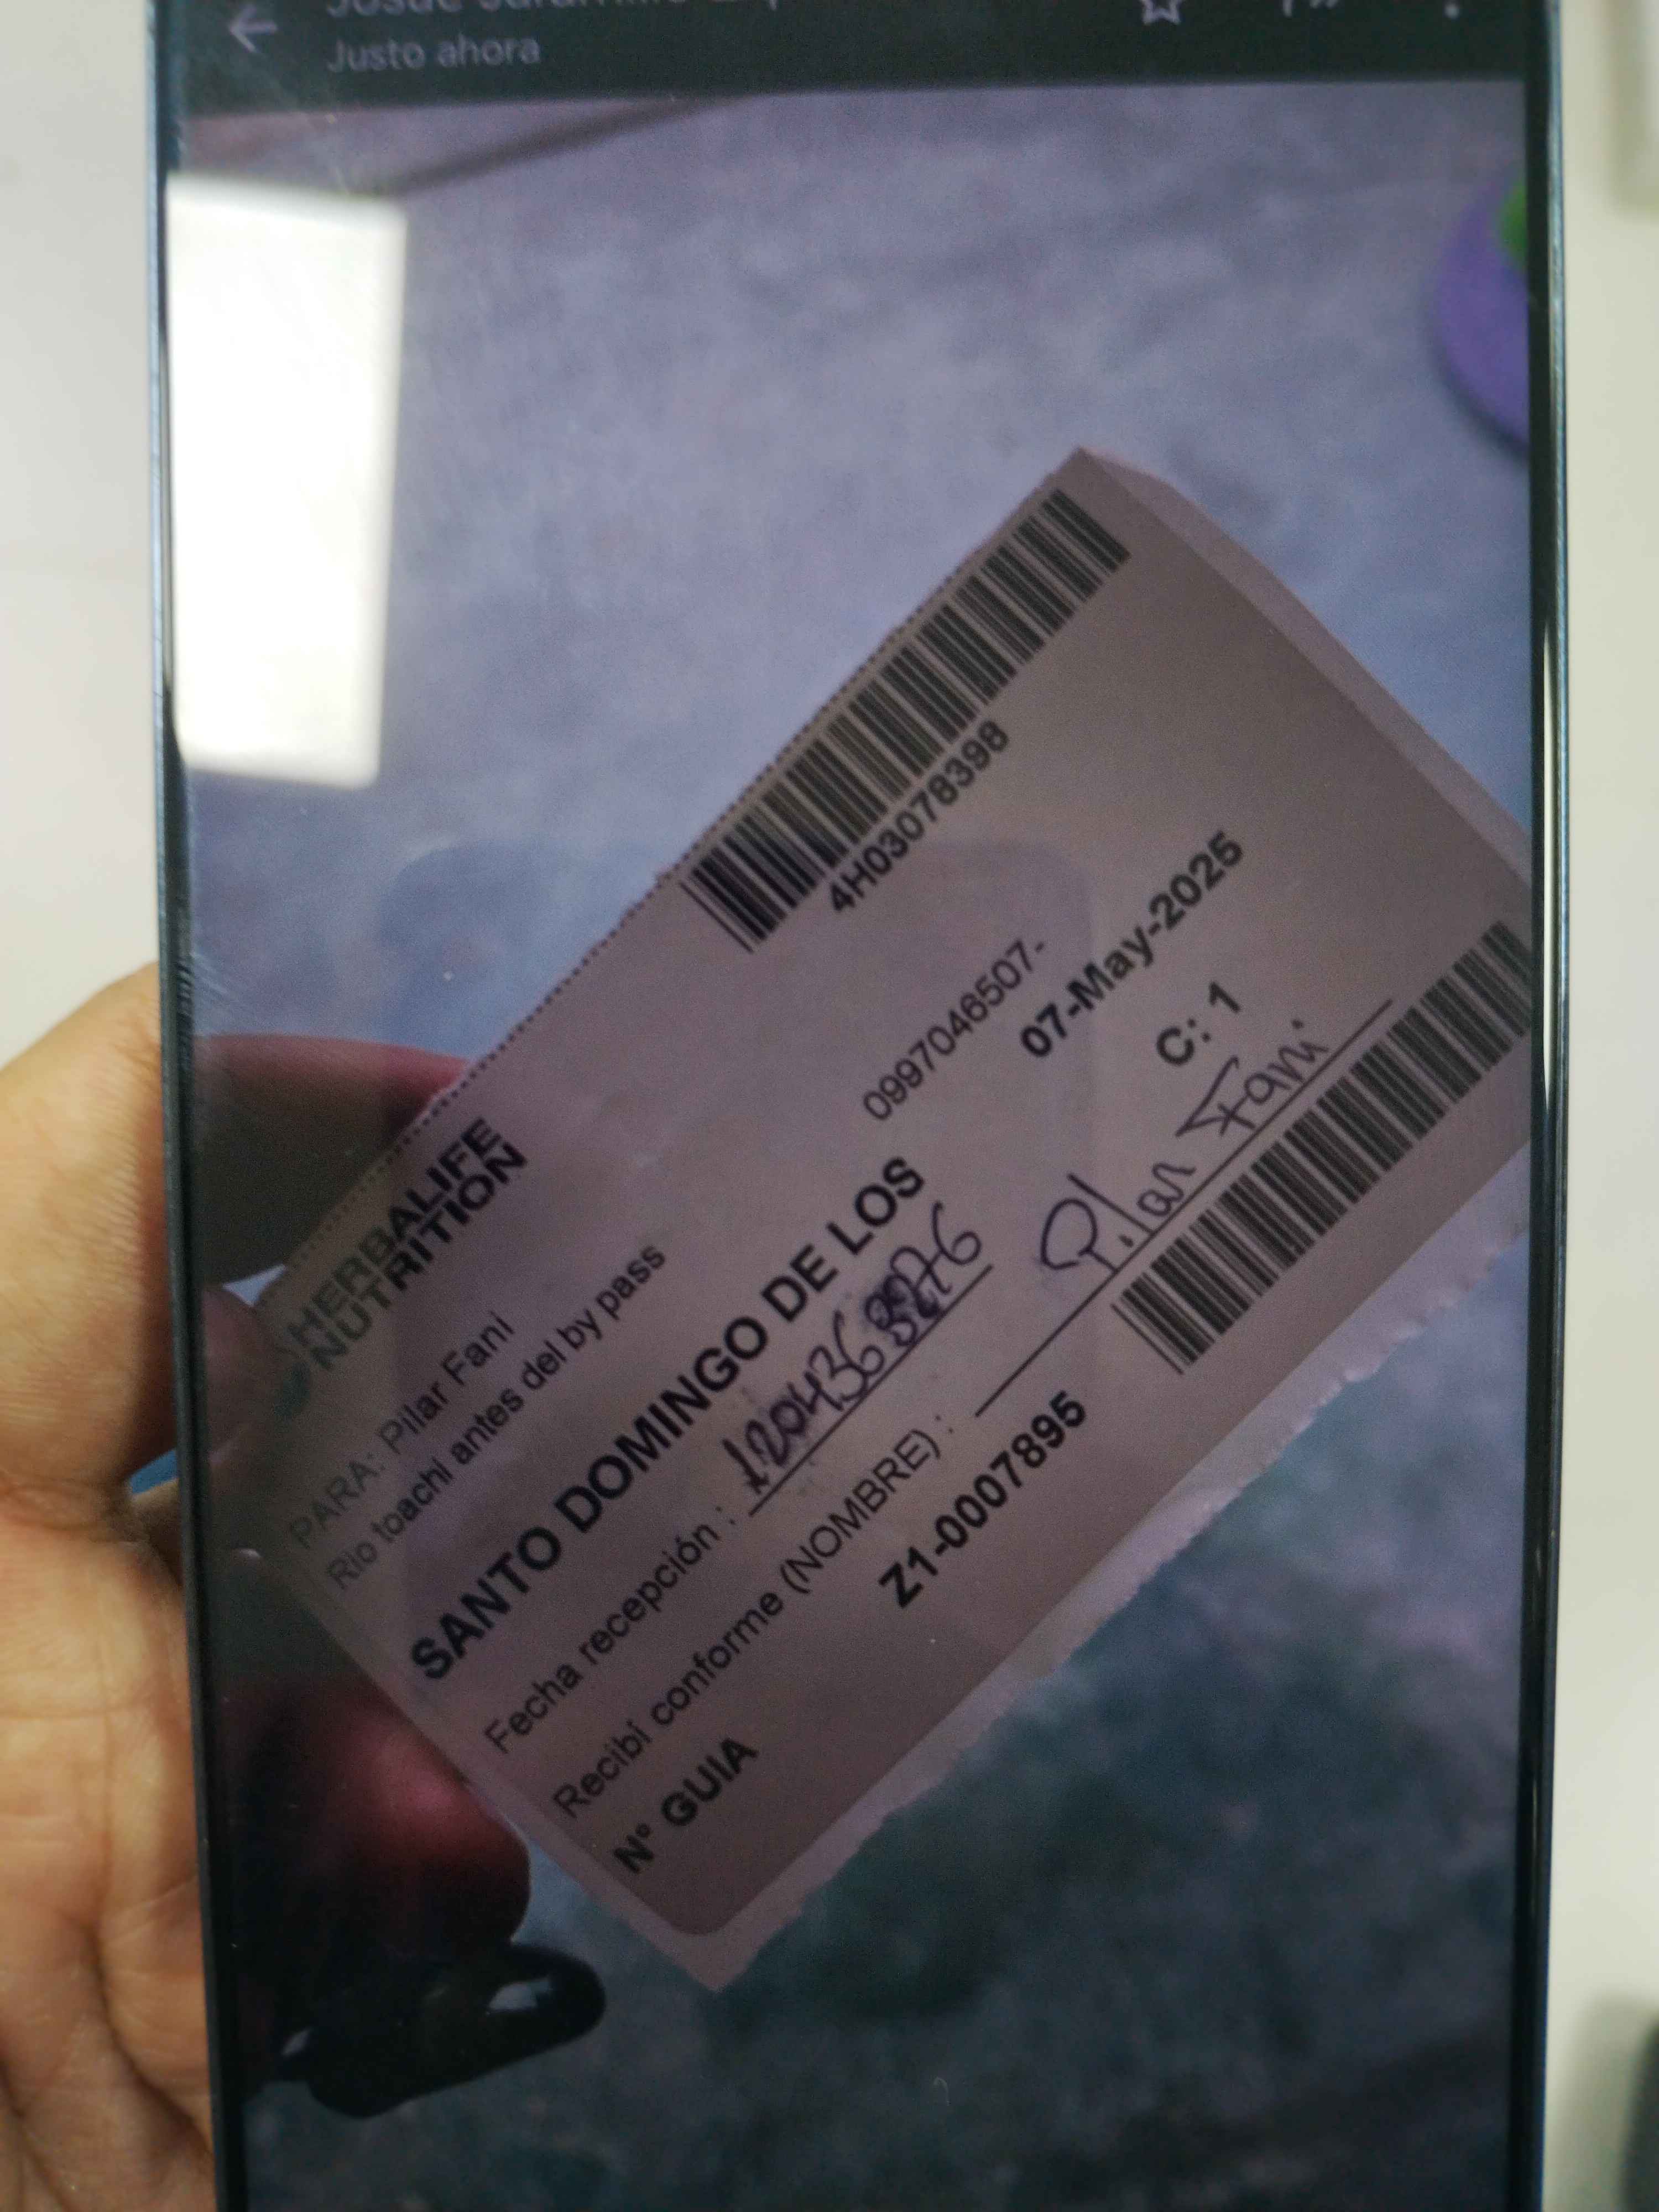 Justo ahora
HERBALIFE
NUTRITION
4H03078398
PARA: Pilar Fani
Rio toachi antes del by pass
0997046507-
SANTO DOMINGO DE LOS
07-May-2025
Fecha recepción :
C: 1
Recibi conforme (NOMBRE) : Pilar Fani
N° GUIA
Z1-0007895